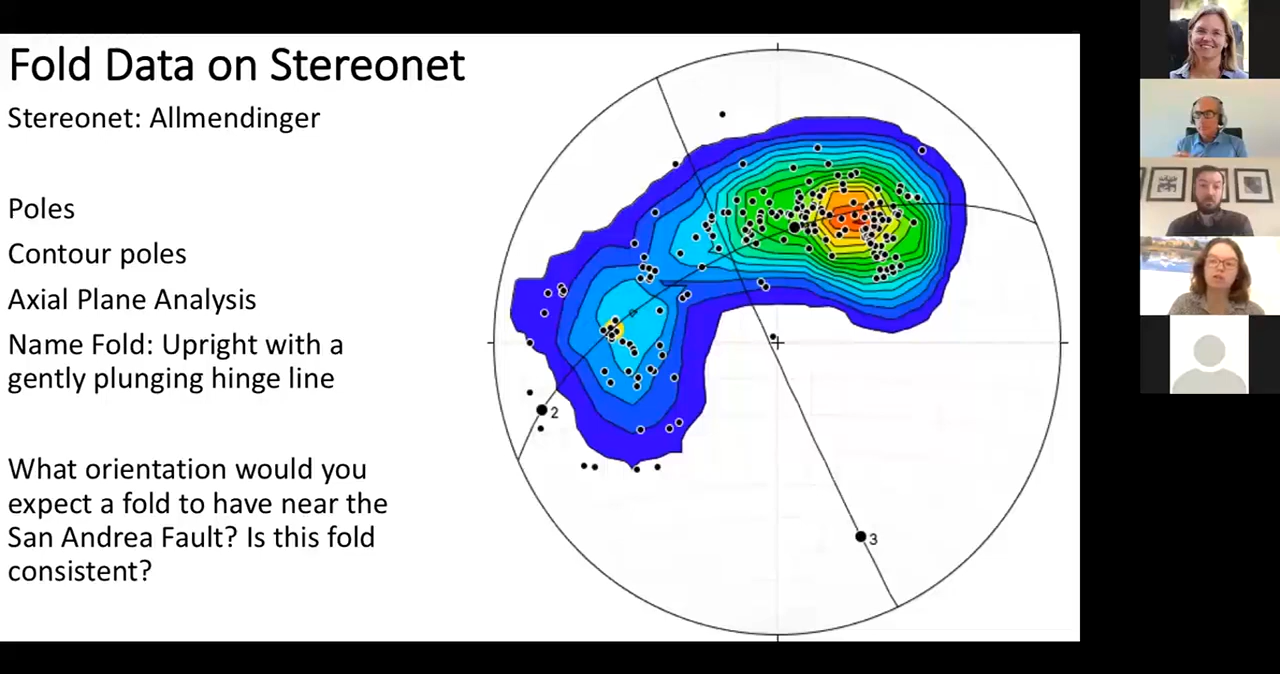 Fold Data on Stereonet
Stereonet: Allmendinger
Poles
Contour poles
Axial Plane Analysis
Name Fold: Upright with a
gently plunging hinge line
What orientation would you
expect a fold to have near the
San Andrea Fault? Is this fold
consistent?
2
3